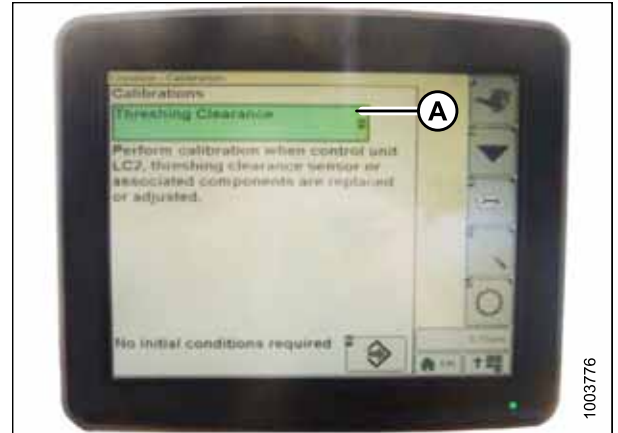 Calibrations
Threshing Clearance
A
Perform calibration when control unit
LC2, threshing clearance sensor or
associated components are replaced
or adjusted.
No initial conditions required
1003776